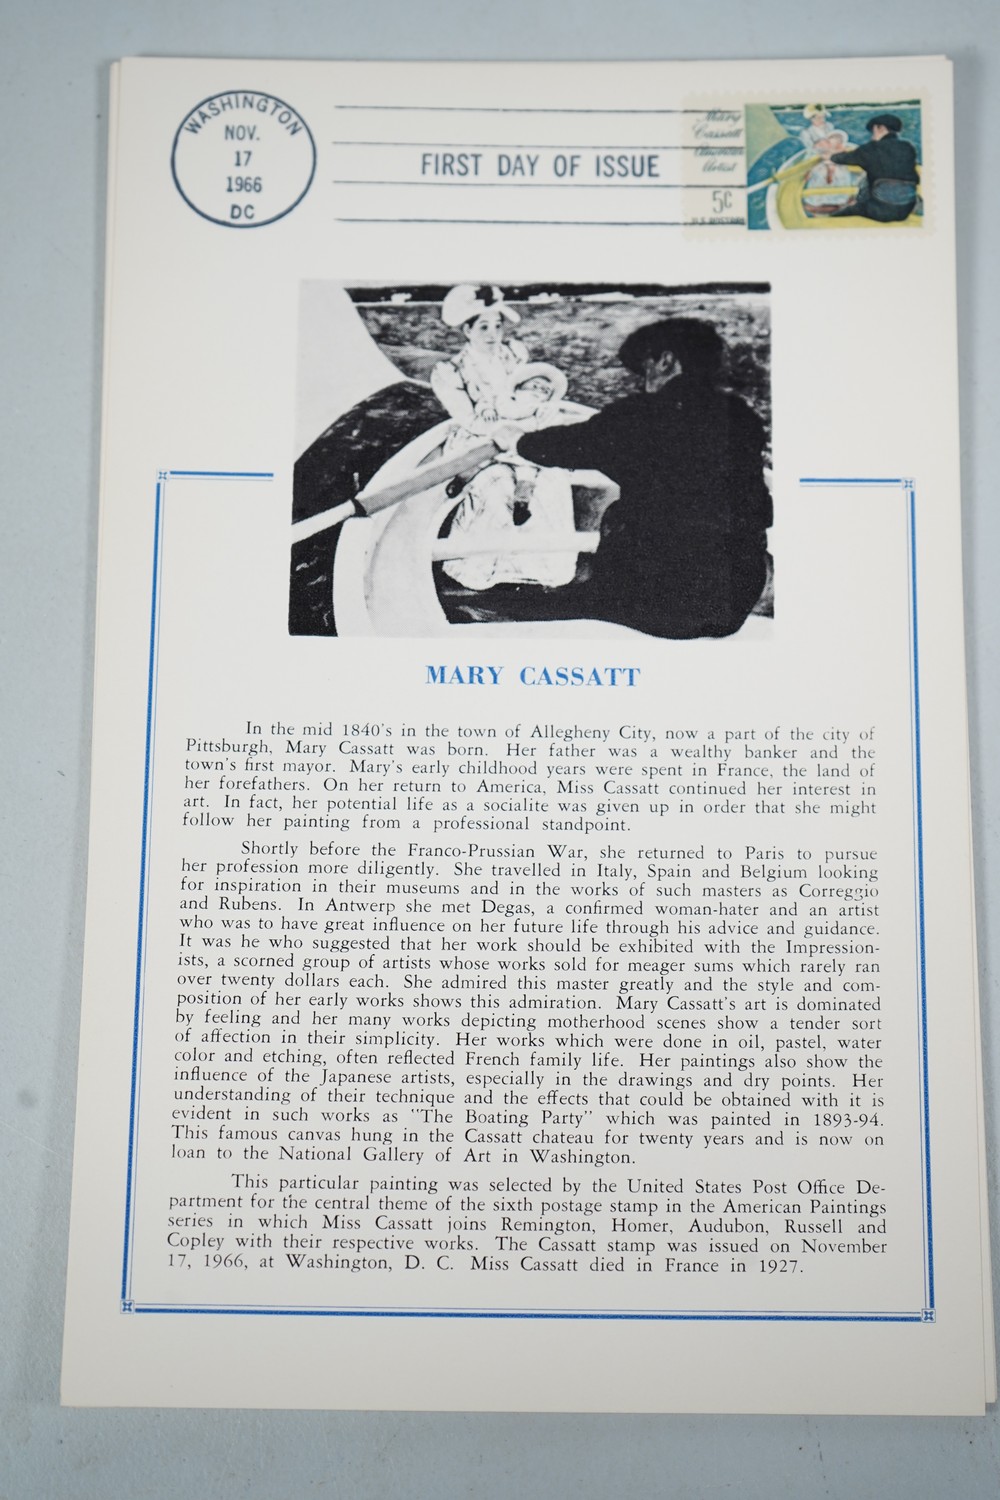 WASHINGTON
NOV.
17
1966
DC
FIRST DAY OF ISSUE
Mary
Cassatt
American
Artist
5c
U.S. POSTAGE
MARY CASSATT
In the mid 1840's in the town of Allegheny City, now a part of the city of
Pittsburgh, Mary Cassatt was born. Her father was a wealthy banker and the
town's first mayor. Mary's early childhood years were spent in France, the land of
her forefathers. On her return to America, Miss Cassatt continued her interest in
art. In fact, her potential life as a socialite was given up in order that she might
follow her painting from a professional standpoint.
Shortly before the Franco-Prussian War, she returned to Paris to pursue
her profession more diligently. She travelled in Italy, Spain and Belgium looking
for inspiration in their museums and in the works of such masters as Correggio
and Rubens. In Antwerp she met Degas, a confirmed woman-hater and an artist
who was to have great influence on her future life through his advice and guidance.
It was he who suggested that her work should be exhibited with the Impression-
ists, a scorned group of artists whose works sold for meager sums which rarely ran
over twenty dollars each. She admired this master greatly and the style and com-
position of her early works shows this admiration. Mary Cassatt's art is dominated
by feeling and her many works depicting motherhood scenes show a tender sort
of affection in their simplicity. Her works which were done in oil, pastel, water
color and etching, often reflected French family life. Her paintings also show the
influence of the Japanese artists, especially in the drawings and dry points. Her
understanding of their technique and the effects that could be obtained with it is
evident in such works as "The Boating Party" which was painted in 1893-94.
This famous canvas hung in the Cassatt chateau for twenty years and is now on
loan to the National Gallery of Art in Washington.
This particular painting was selected by the United States Post Office De-
partment for the central theme of the sixth postage stamp in the American Paintings
series in which Miss Cassatt joins Remington, Homer, Audubon, Russell and
Copley with their respective works. The Cassatt stamp was issued on November
17, 1966, at Washington, D. C. Miss Cassatt died in France in 1927.